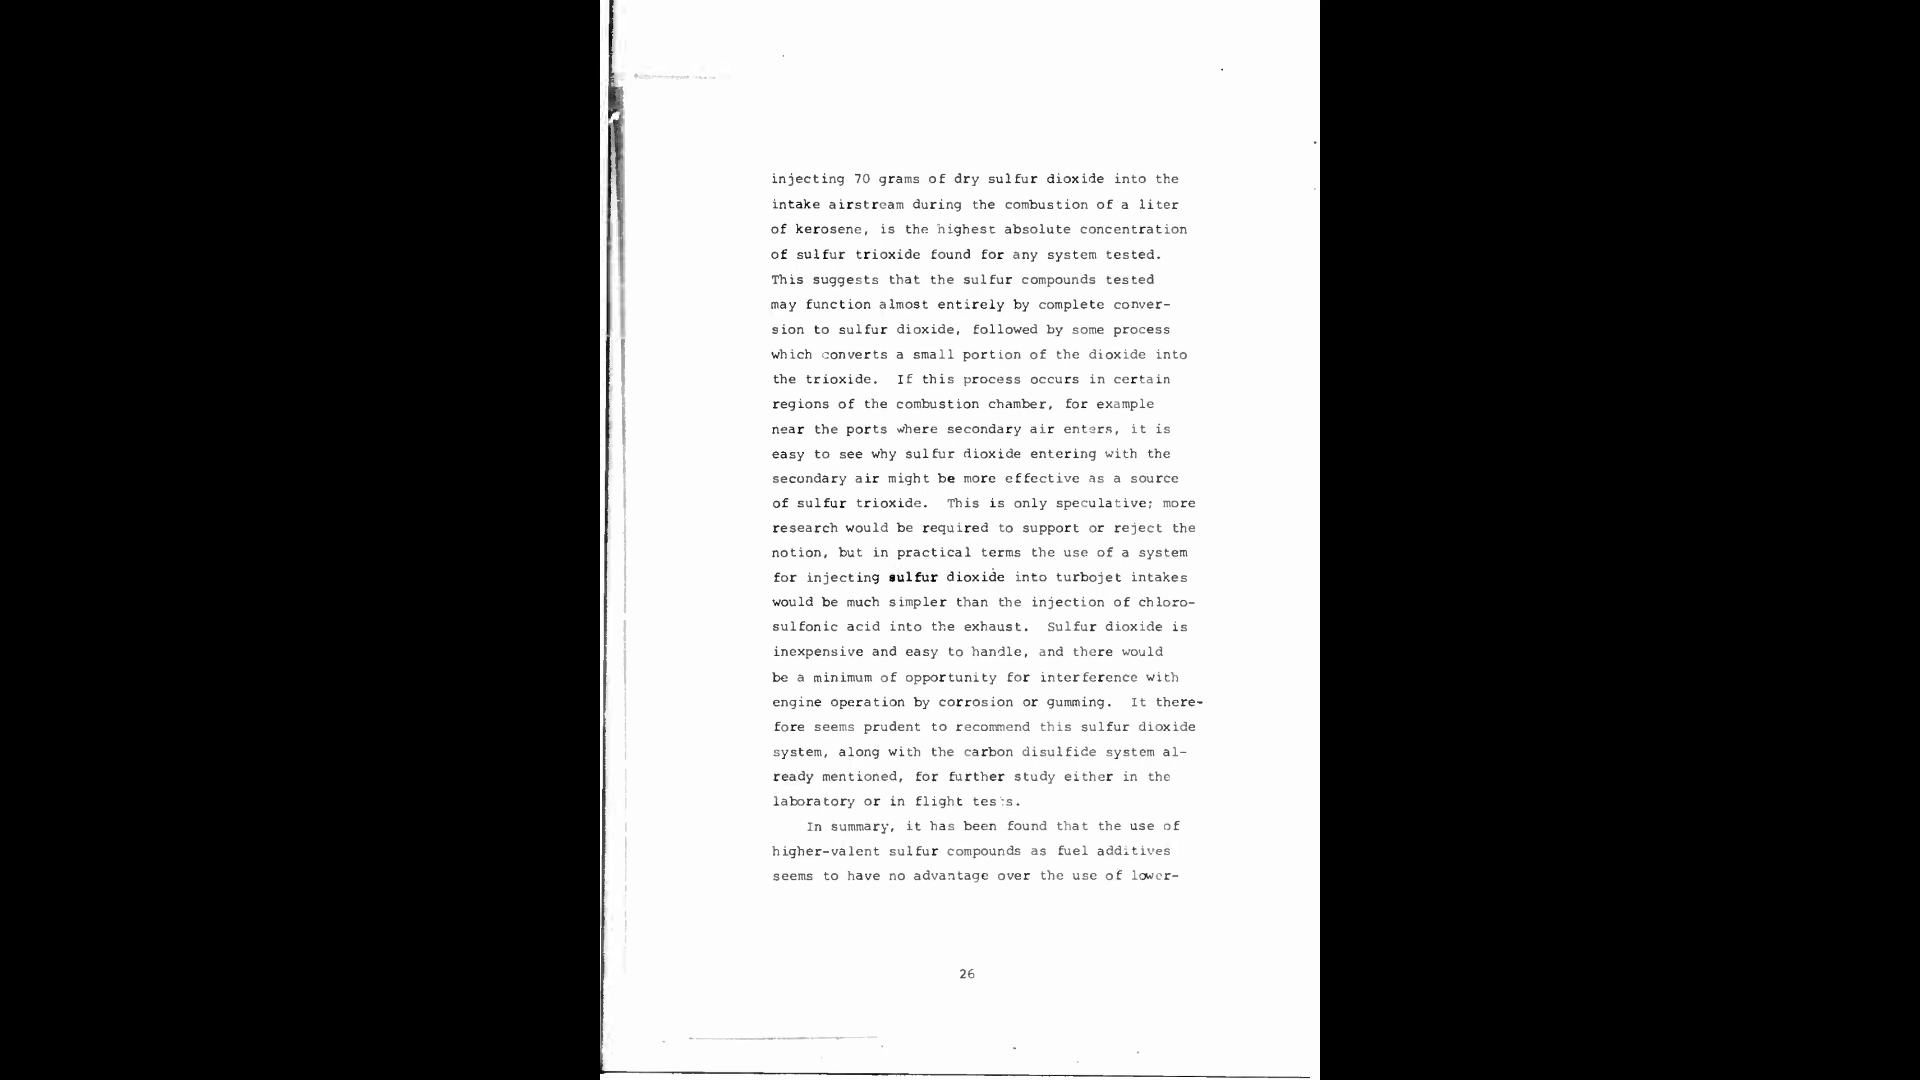 injecting 70 grams of dry sulfur dioxide into the
intake airstream during the combustion of a liter
of kerosene, is the highest absolute concentration
of sulfur trioxide found for any system tested.
This suggests that the sulfur compounds tested
may function almost entirely by complete conver-
sion to sulfur dioxide, followed by some process
which converts a small portion of the dioxide into
the trioxide. If this process occurs in certain
regions of the combustion chamber, for example
near the ports where secondary air enters, it is
easy to see why sulfur dioxide entering with the
secondary air might be more effective as a source
of sulfur trioxide. This is only speculative; more
research would be required to support or reject the
notion, but in practical terms the use of a system
for injecting sulfur dioxide into turbojet intakes
would be much simpler than the injection of chloro-
sulfonic acid into the exhaust. Sulfur dioxide is
inexpensive and easy to handle, and there would
be a minimum of opportunity for interference with
engine operation by corrosion or gumming. It there-
fore seems prudent to recommend this sulfur dioxide
system, along with the carbon disulfide system al-
ready mentioned, for further study either in the
laboratory or in flight tests.
In summary, it has been found that the use of
higher-valent sulfur compounds as fuel additives
seems to have no advantage over the use of lower-
26